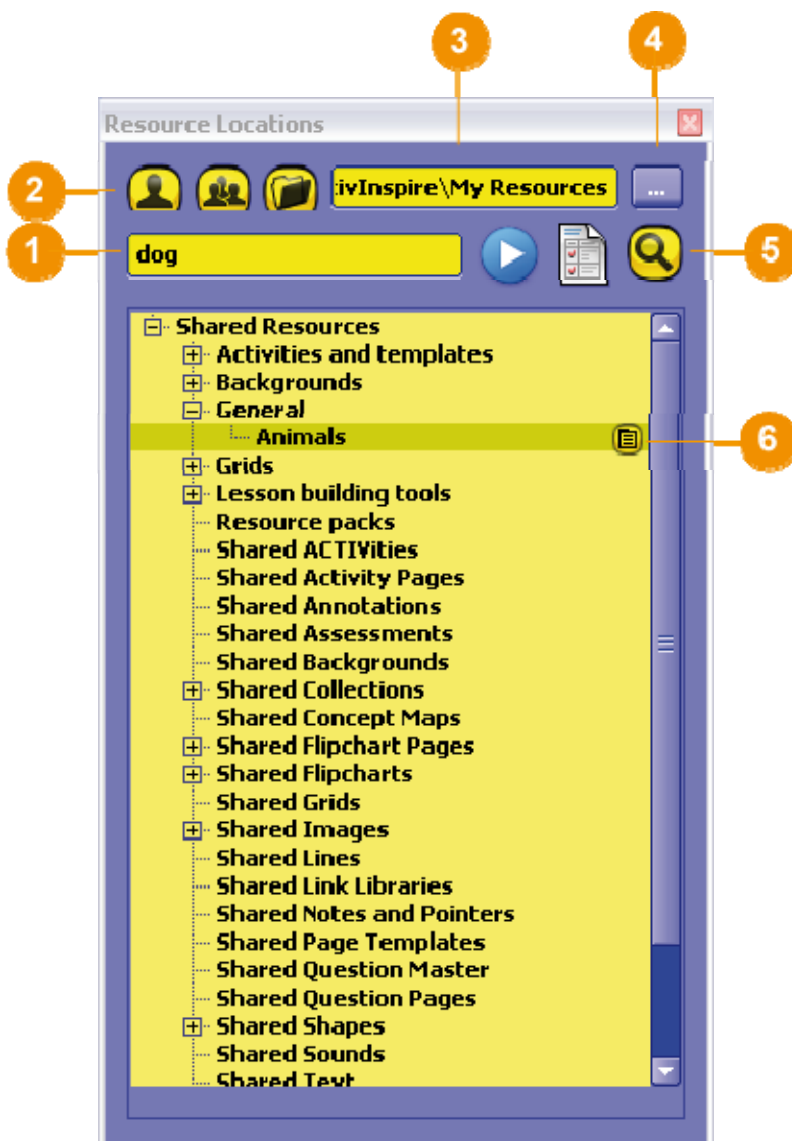 3 4
Resource Locations
2 :ivInspire\My Resources ...
1 dog 5
Shared Resources
Activities and templates
Backgrounds
General
Animals 6
Grids
Lesson building tools
Resource packs
Shared ACTIVities
Shared Activity Pages
Shared Annotations
Shared Assessments
Shared Backgrounds
Shared Collections
Shared Concept Maps
Shared Flipchart Pages
Shared Flipcharts
Shared Grids
Shared Images
Shared Lines
Shared Link Libraries
Shared Notes and Pointers
Shared Page Templates
Shared Question Master
Shared Question Pages
Shared Shapes
Shared Sounds
Shared Text